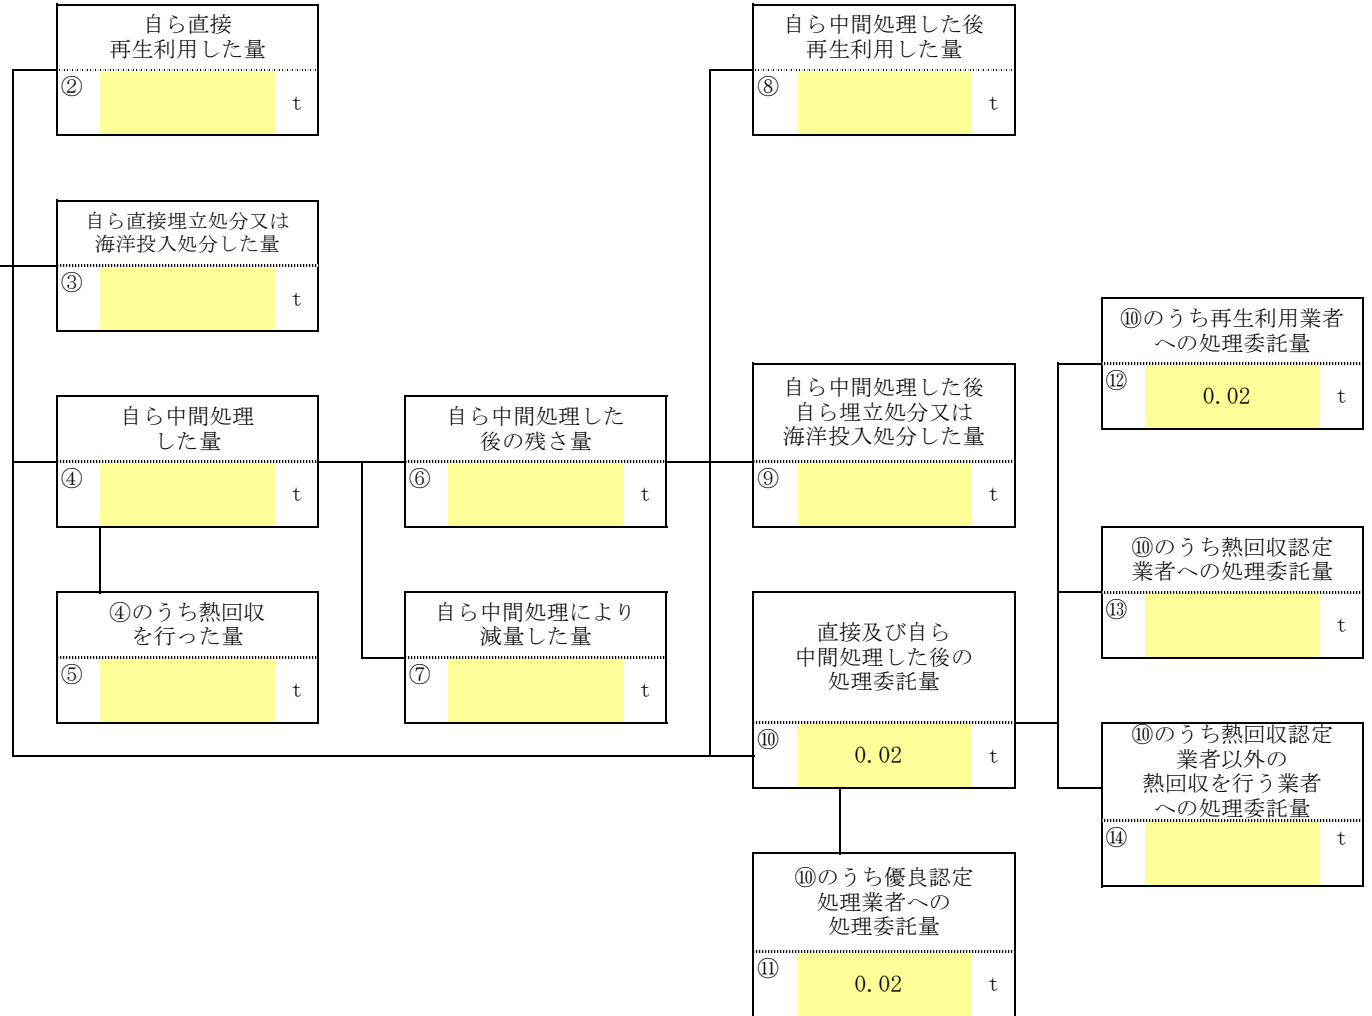 自ら直接
再生利用した量
②
t
自ら中間処理した後
再生利用した量
⑧
t
自ら直接埋立処分又は
海洋投入処分した量
③
t
⑩のうち再生利用業者
への処理委託量
⑫
0.02
t
自ら中間処理
した量
④
t
自ら中間処理した
後の残さ量
⑥
t
自ら中間処理した後
自ら埋立処分又は
海洋投入処分した量
⑨
t
⑩のうち熱回収認定
業者への処理委託量
⑬
t
④のうち熱回収
を行った量
⑤
t
自ら中間処理により
減量した量
⑦
t
直接及び自ら
中間処理した後の
処理委託量
⑩
0.02
t
⑩のうち熱回収認定
業者以外の
熱回収を行う業者
への処理委託量
⑭
t
⑩のうち優良認定
処理業者への
処理委託量
⑪
0.02
t